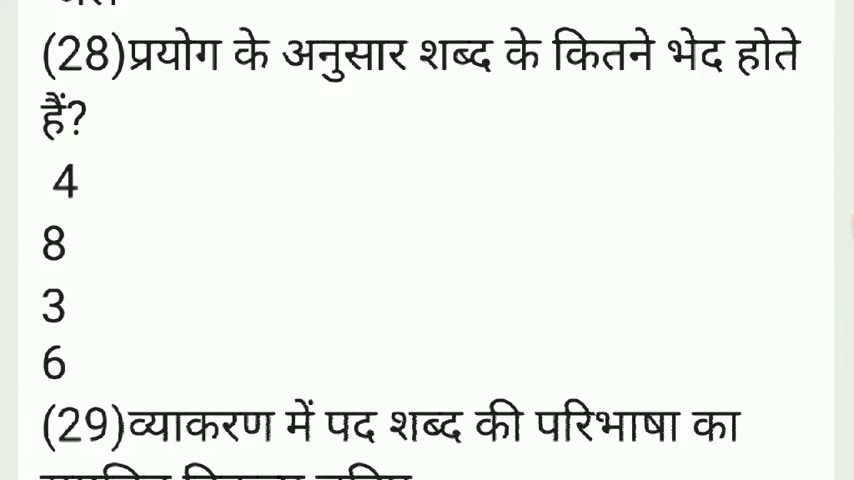 (28)प्रयोग के अनुसार शब्द के कितने भेद होते
हैं?
4
8
3
6
(29)व्याकरण में पद शब्द की परिभाषा का